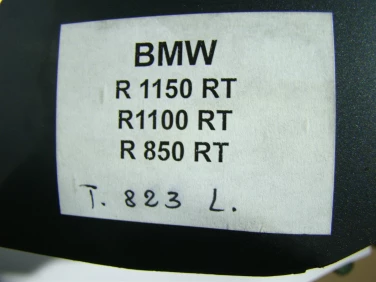 BMW
R 1150 RT
R1100 RT
R 850 RT
T. 823 L.